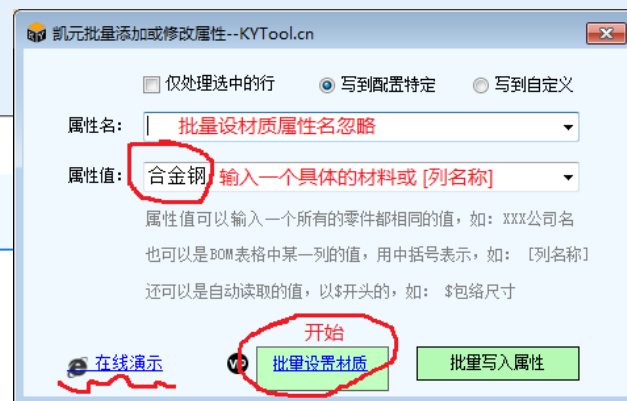 凯元批量添加或修改属性--KYTool.cn
仅处理选中的行 写到配置特定 写到自定义
属性名： 批量设材质属性名忽略
属性值： 合金钢 输入一个具体的材料或 [列名称]
属性值可以输入一个所有的零件都相同的值，如：XXX公司名
也可以是BOM表格中某一列的值，用中括号表示，如： [列名称]
还可以是自动读取的值，以$开头的，如： $包络尺寸
开始
在线演示 VIP 批量设置材质 批量写入属性